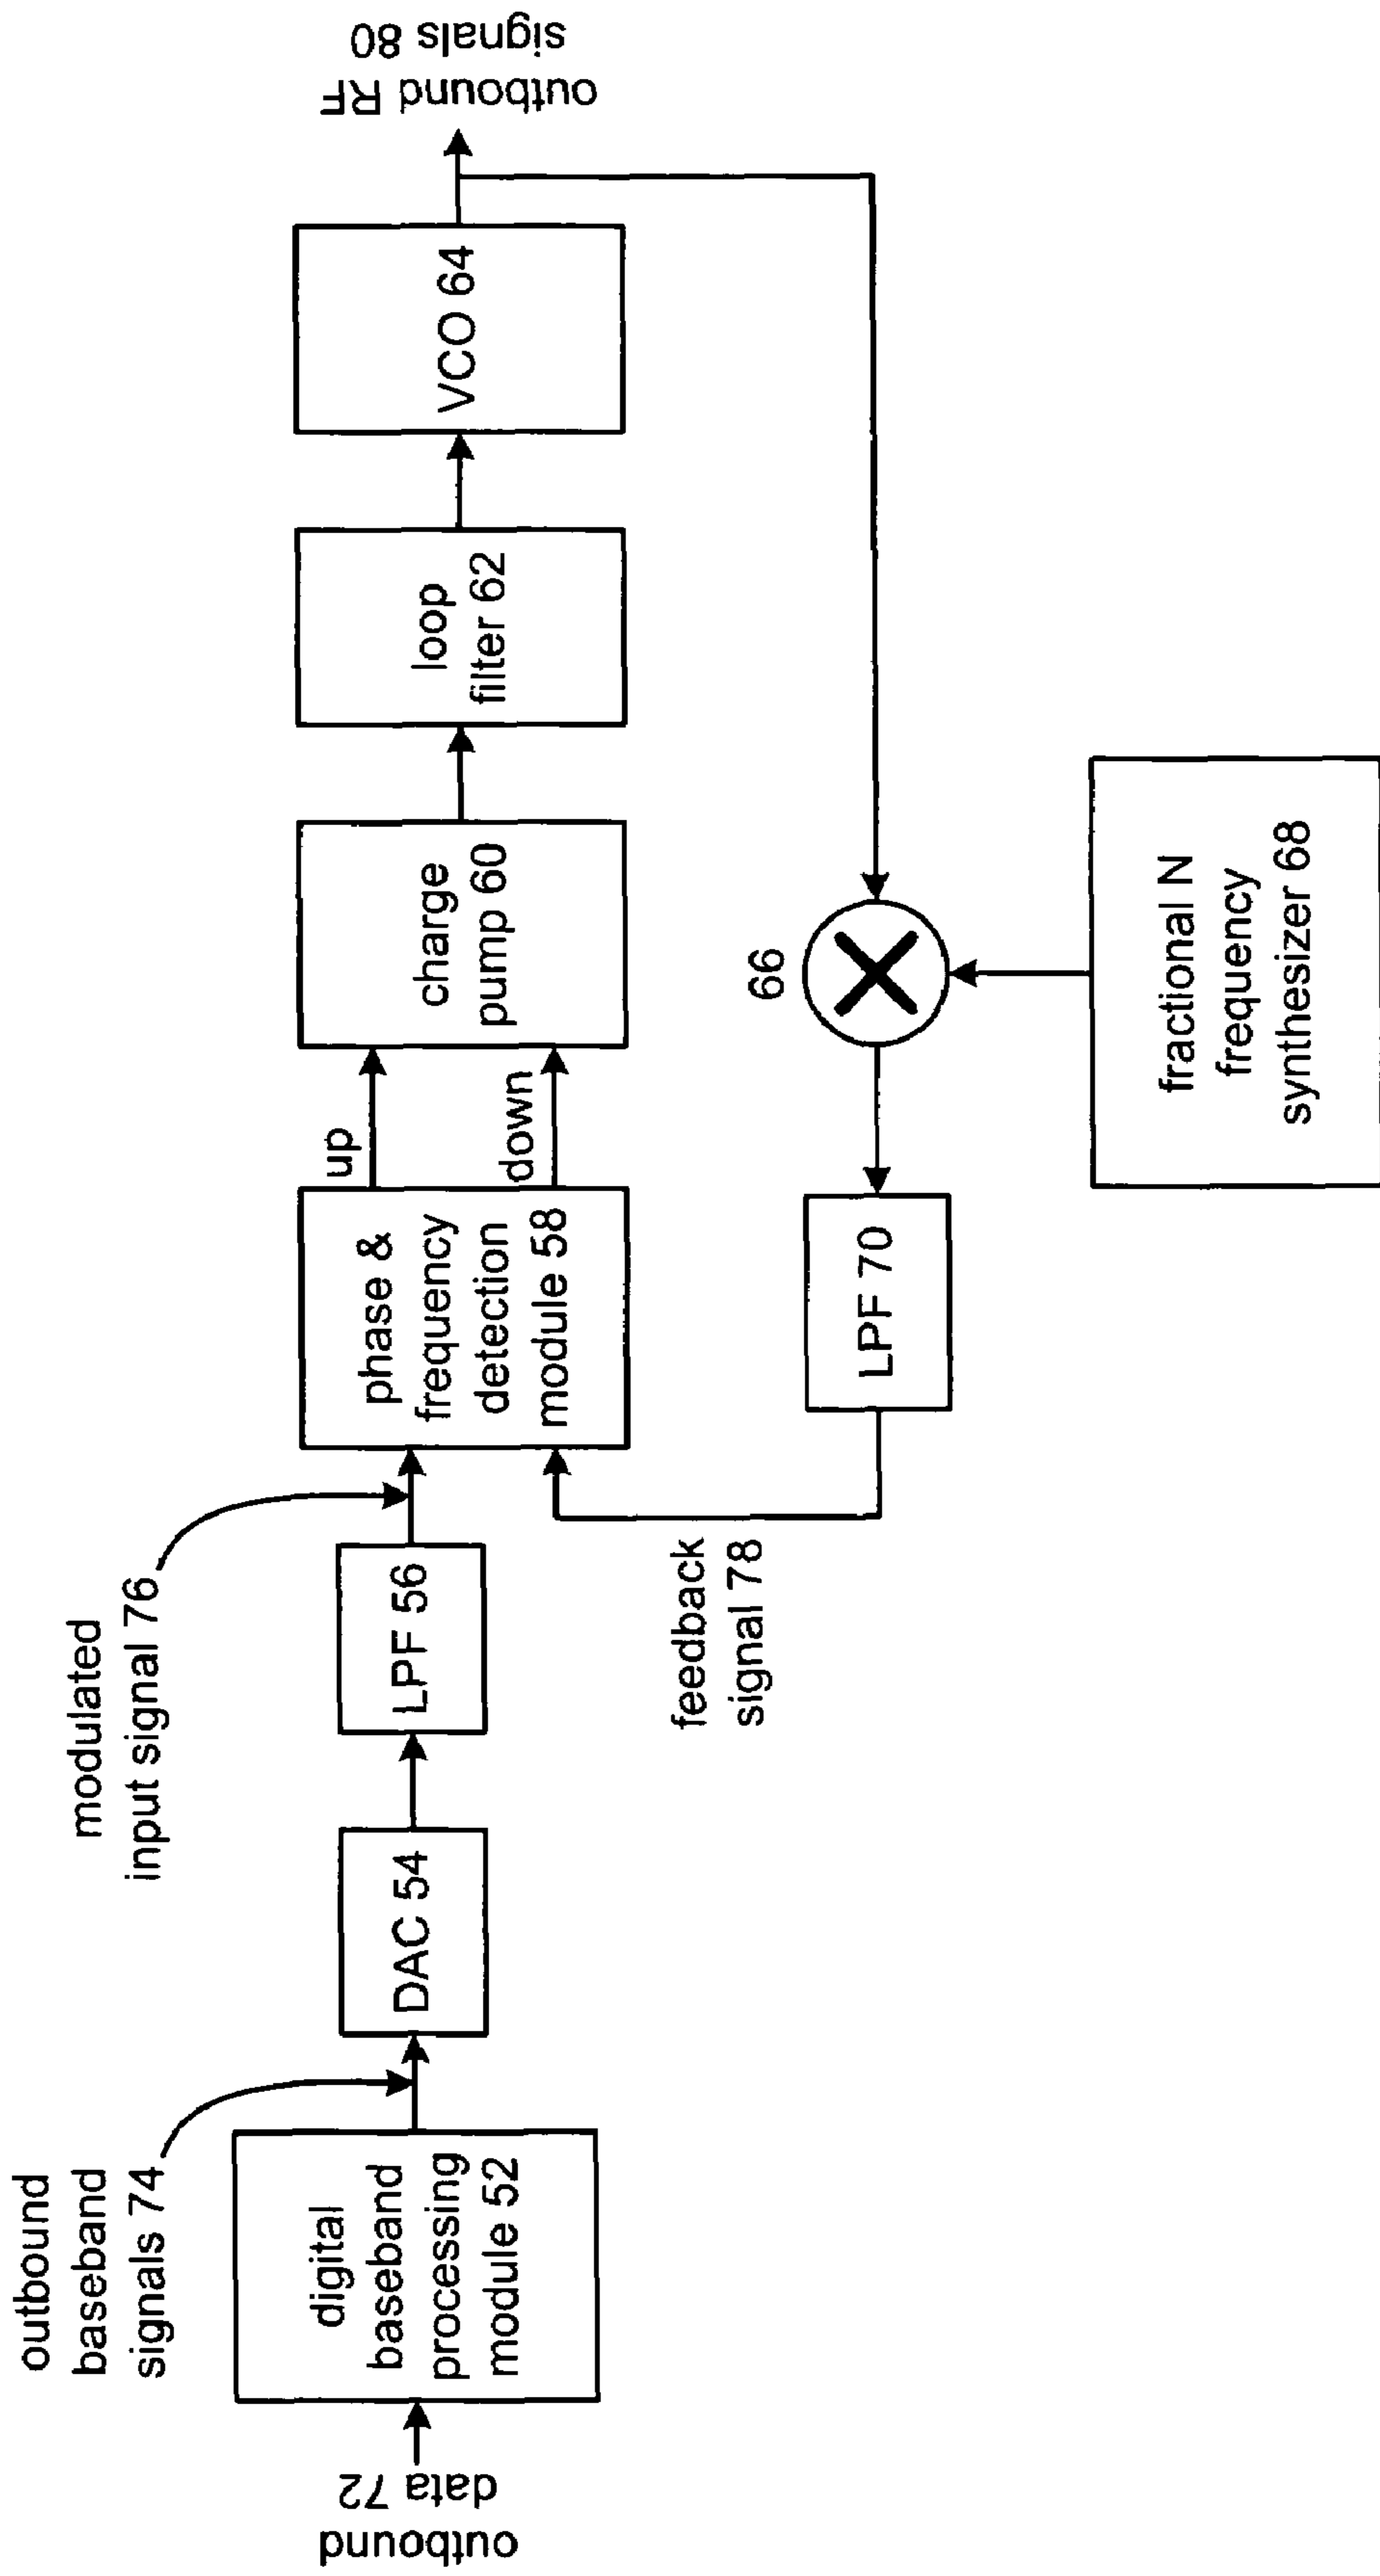 outbound
data 72
digital
baseband
processing
module 52
outbound
baseband
signals 74
DAC 54
LPF 56
modulated
input signal 76
phase &
frequency
detection
module 58
up
down
charge
pump 60
loop
filter 62
VCO 64
outbound RF
signals 80
feedback
signal 78
LPF 70
66
fractional N
frequency
synthesizer 68